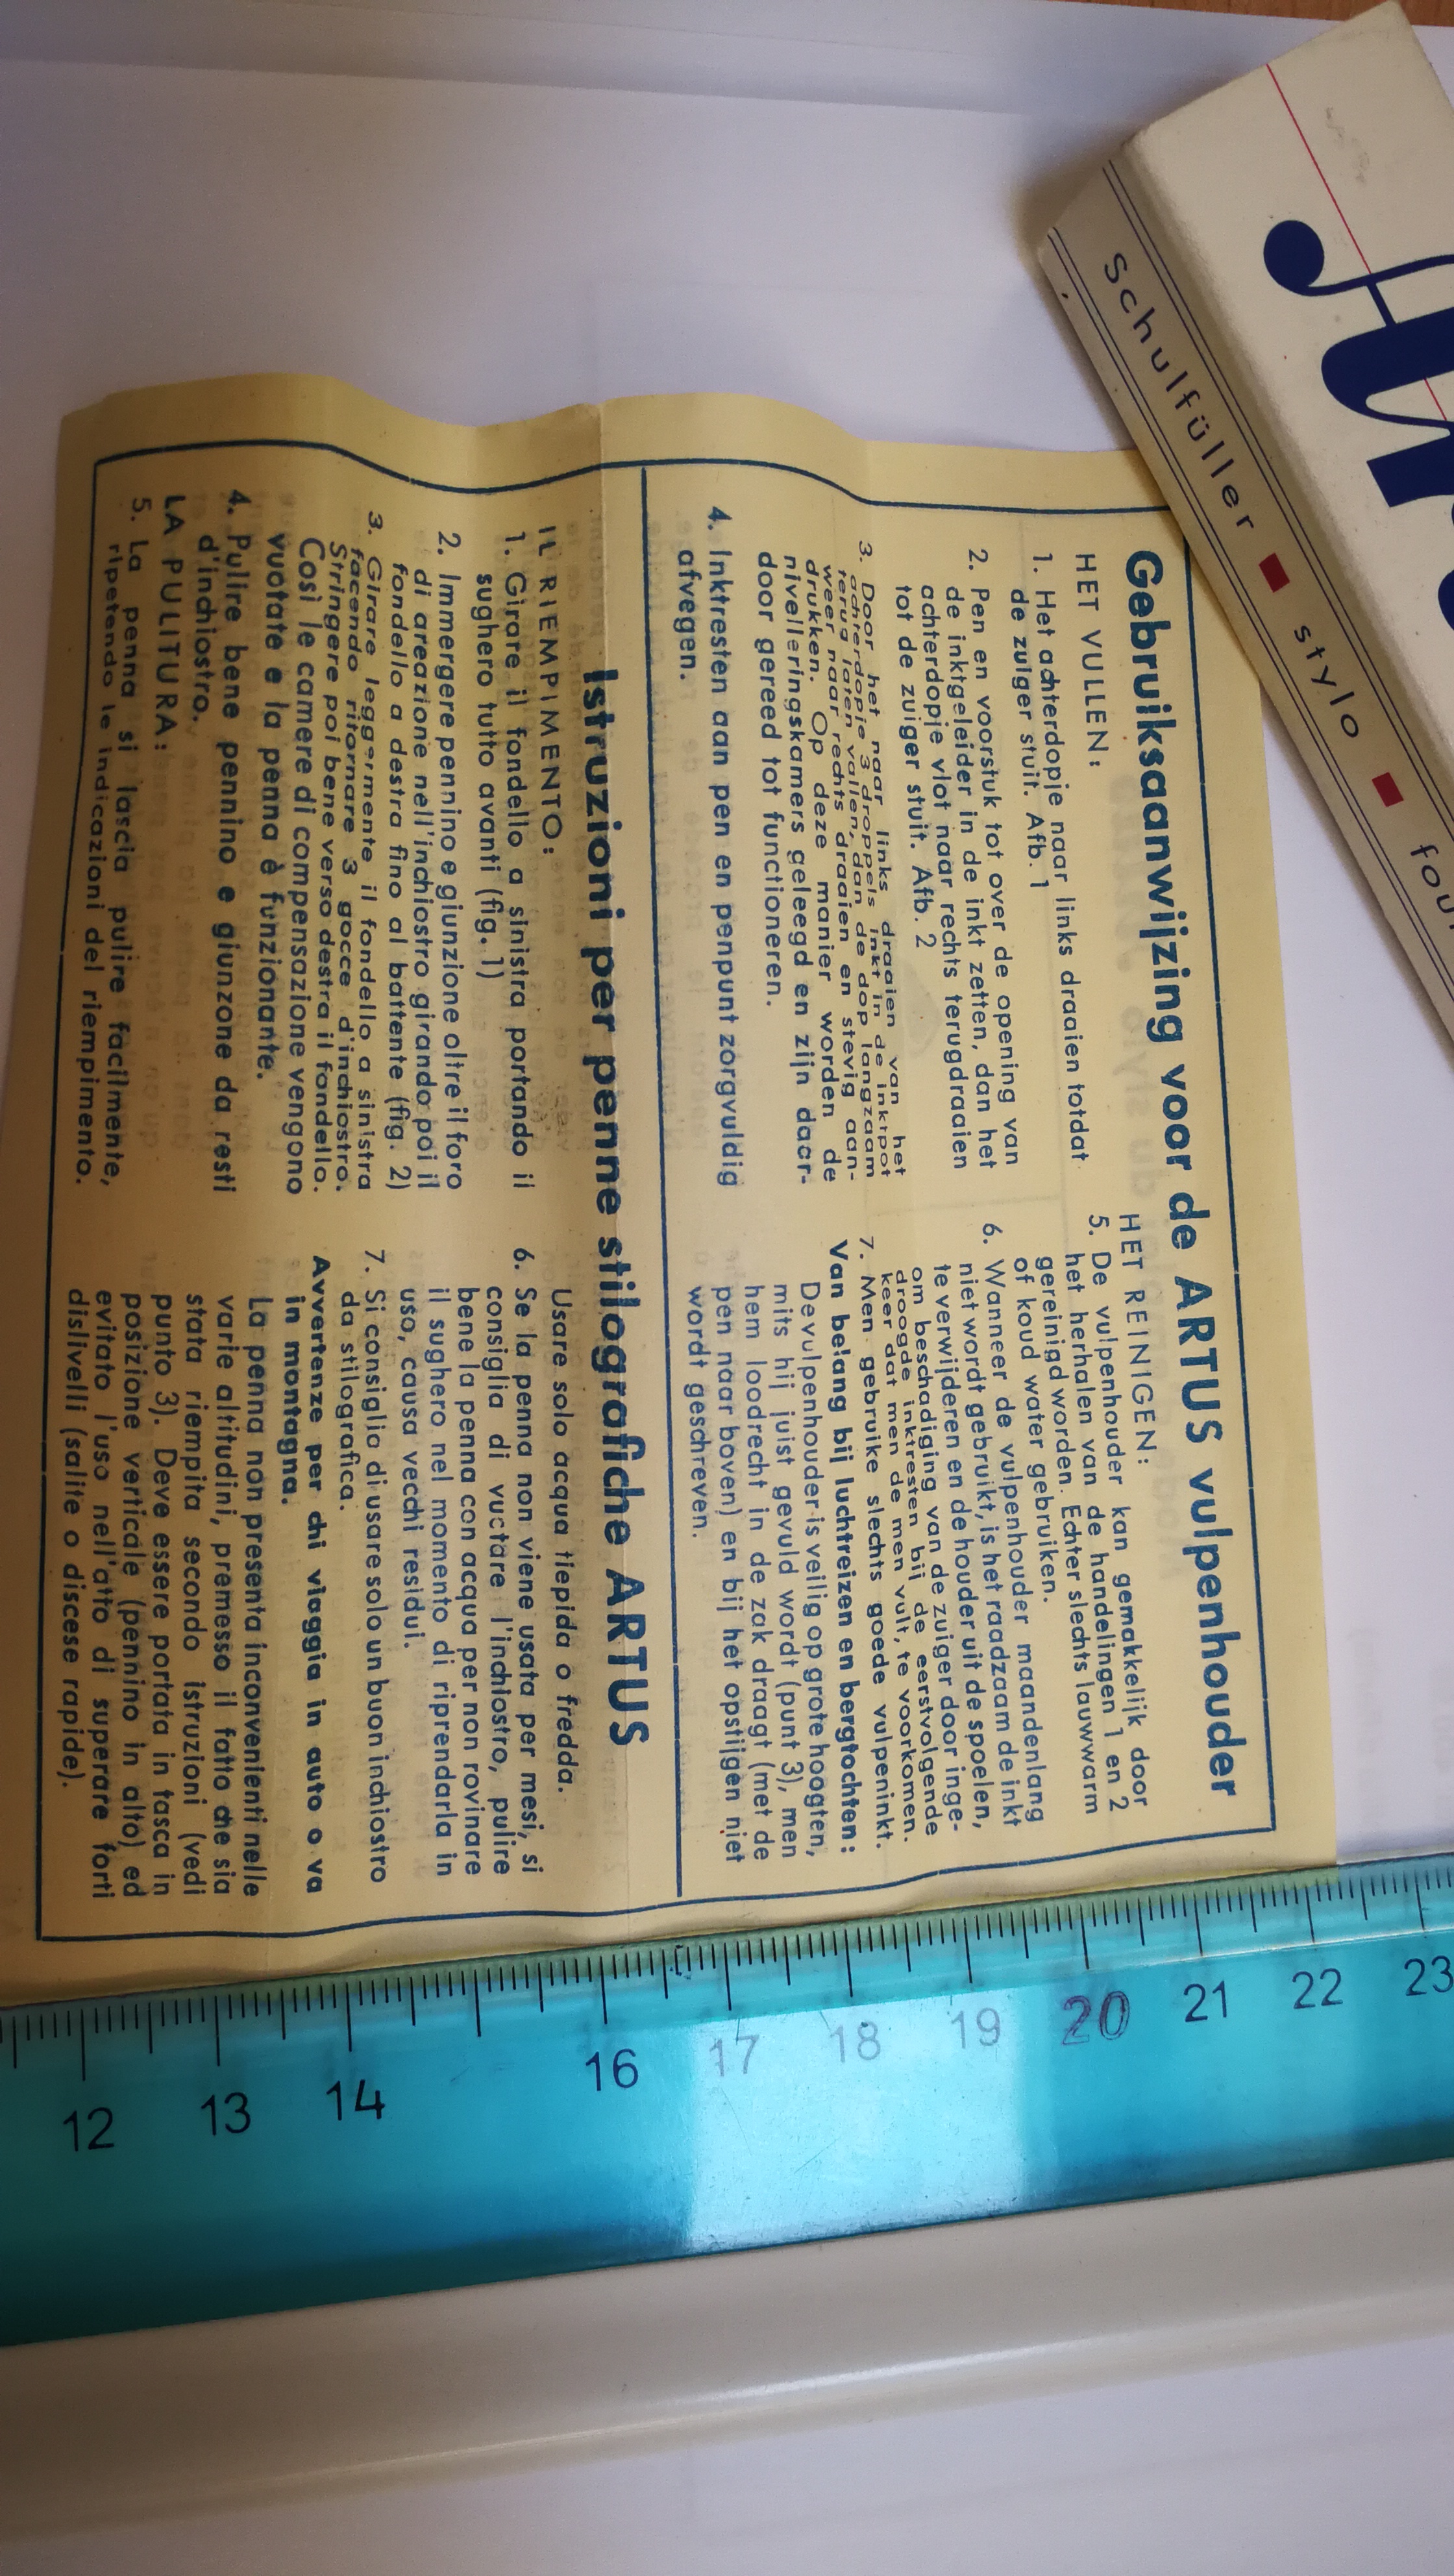 Schulfüller ■ stylo ■
Gebruiksaanwijzing voor de ARTUS vulpenhouder
HET VULLEN:
1. Het achterdopje naar links draaien totdat
de zuiger stuit. Afb. 1
2. Pen en voorstuk tot over de opening van
de inktgeleider in de inkt zetten, dan het
achterdopje vlot naar rechts terugdraaien
tot de zuiger stuit. Afb. 2
3. Door het naar links draaien van het
achterdopje 3 droppels inkt in de inktpot
terug laten vallen, dan de dop langzaam
weer naar rechts draaien en stevig aan-
drukken. Op deze manier worden de
nivelleringskamers geleegd en zijn daar-
door gereed tot functioneren.
4. Inktresten aan pen en penpunt zorgvuldig
afvegen.
HET REINIGEN:
5. De vulpenhouder kan gemakkelijk door
het herhalen van de handelingen 1 en 2
gereinigd worden. Echter slechts lauwwarm
of koud water gebruiken.
6. Wanneer de vulpenhouder maandenlang
niet wordt gebruikt, is het raadzaam de inkt
te verwijderen en de houder uit de spoelen,
om beschadiging van de zuiger door inge-
droogde inktresten bij de eerstvolgende
keer dat men de men vult, te voorkomen.
7. Men gebruike slechts goede vulpeninkt.
Van belang bij luchtreizen en bergtochten:
De vulpenhouder is veilig op grote hoogten,
mits hij juist gevuld wordt (punt 3), men
hem loodrecht in de zak draagt (met de
pen naar boven) en bij het opstijgen niet
wordt geschreven.
Istruzioni per penne stilografiche ARTUS
IL RIEMPIMENTO:
1. Girare il fondello a sinistra portando il
sughero tutto avanti (fig. 1)
2. Immergere pennino e giunzione oltre il foro
di areazione nell'inchiostro girando poi il
fondello a destra fino al battente (fig. 2)
3. Girare leggermente il fondello a sinistra
facendo ritornare 3 gocce d'inchiostro.
Stringere poi bene verso destra il fondello.
Così le camere di compensazione vengono
vuotate e la penna è funzionante.
4. Pulire bene pennino e giunzone da resti
d'inchiostro.
LA PULITURA:
5. La penna si lascia pulire facilmente,
ripetendo le indicazioni del riempimento.
Usare solo acqua tiepida o fredda.
6. Se la penna non viene usata per mesi, si
consiglia di vuctare l'inchiostro, pulire
bene la penna con acqua per non rovinare
il sughero nel momento di riprendarla in
uso, causa vecchi residui.
7. Si consiglia di usare solo un buon inchiostro
da stilografica.
Avvertenze per chi viaggia in auto o va
in montagna.
La penna non presenta inconvenienti nelle
varie altitudini, premesso il fatto che sia
stata riempita secondo istruzioni (vedi
punto 3). Deve essere portata in tasca in
posizione verticale (pennino in alto) ed
evitato l'uso nell'atto di superare forti
dislivelli (salite o discese rapide).
12 13 14 16 17 18 19 20 21 22 23